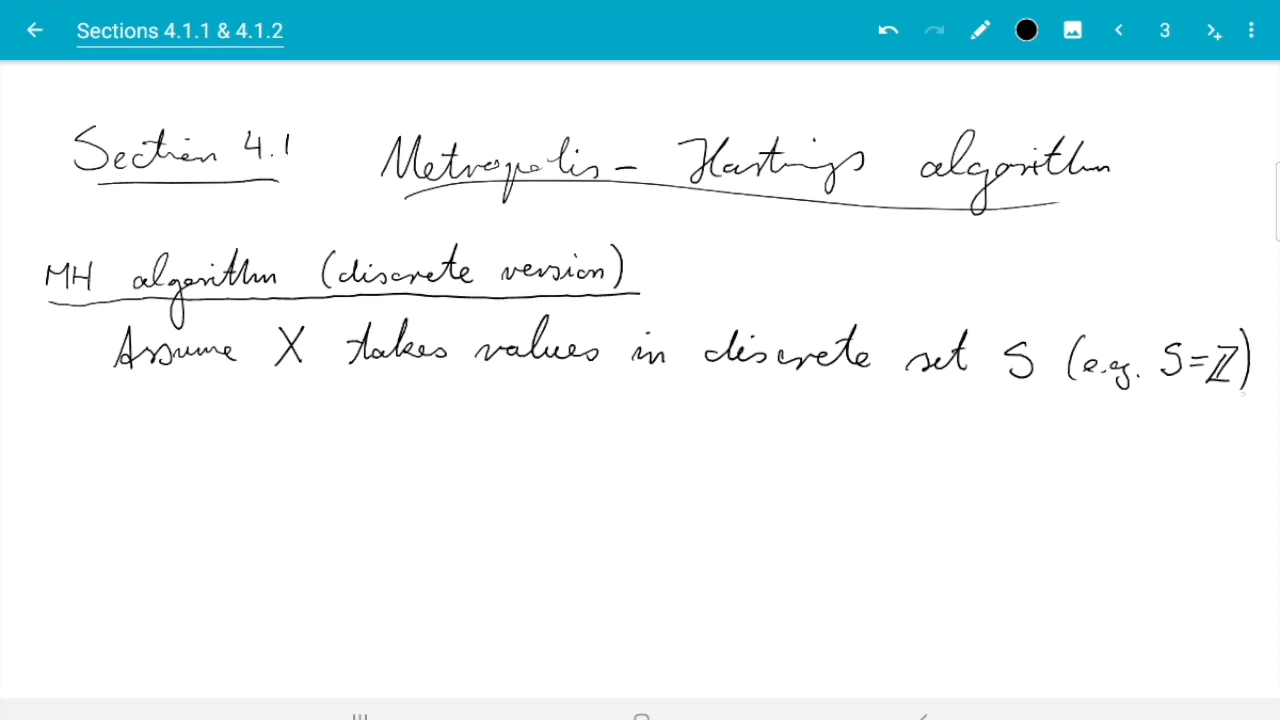 Sections 4.1.1 & 4.1.2
3
Section 4.1 Metropolis - Hastings algorithm
MH algorithm (discrete version)
Assume X takes values in discrete set S (e.g. S=ℤ)